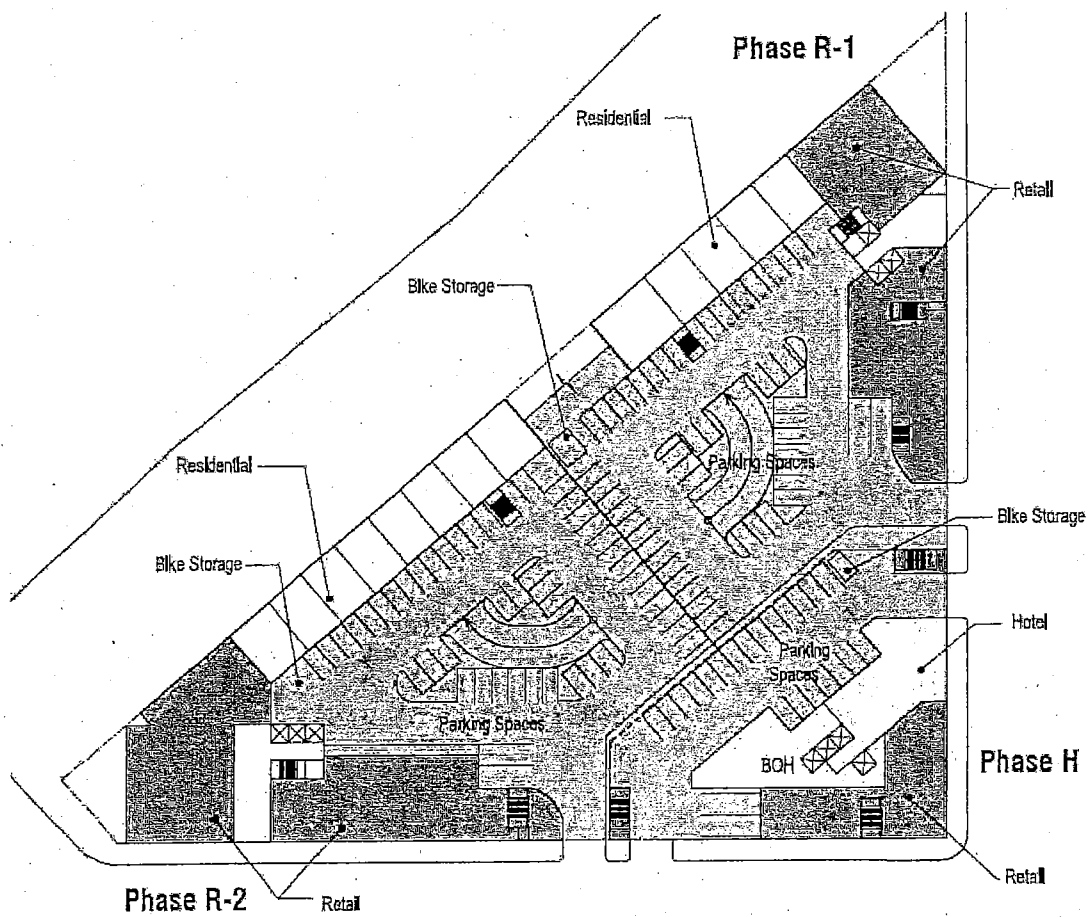 Phase R-1
Residential
Retail
Bike Storage
Parking Spaces
Residential
Bike Storage
Bike Storage
Hotel
Parking
Spaces
Parking Spaces
BOH
Phase H
Retail
Phase R-2
Retail